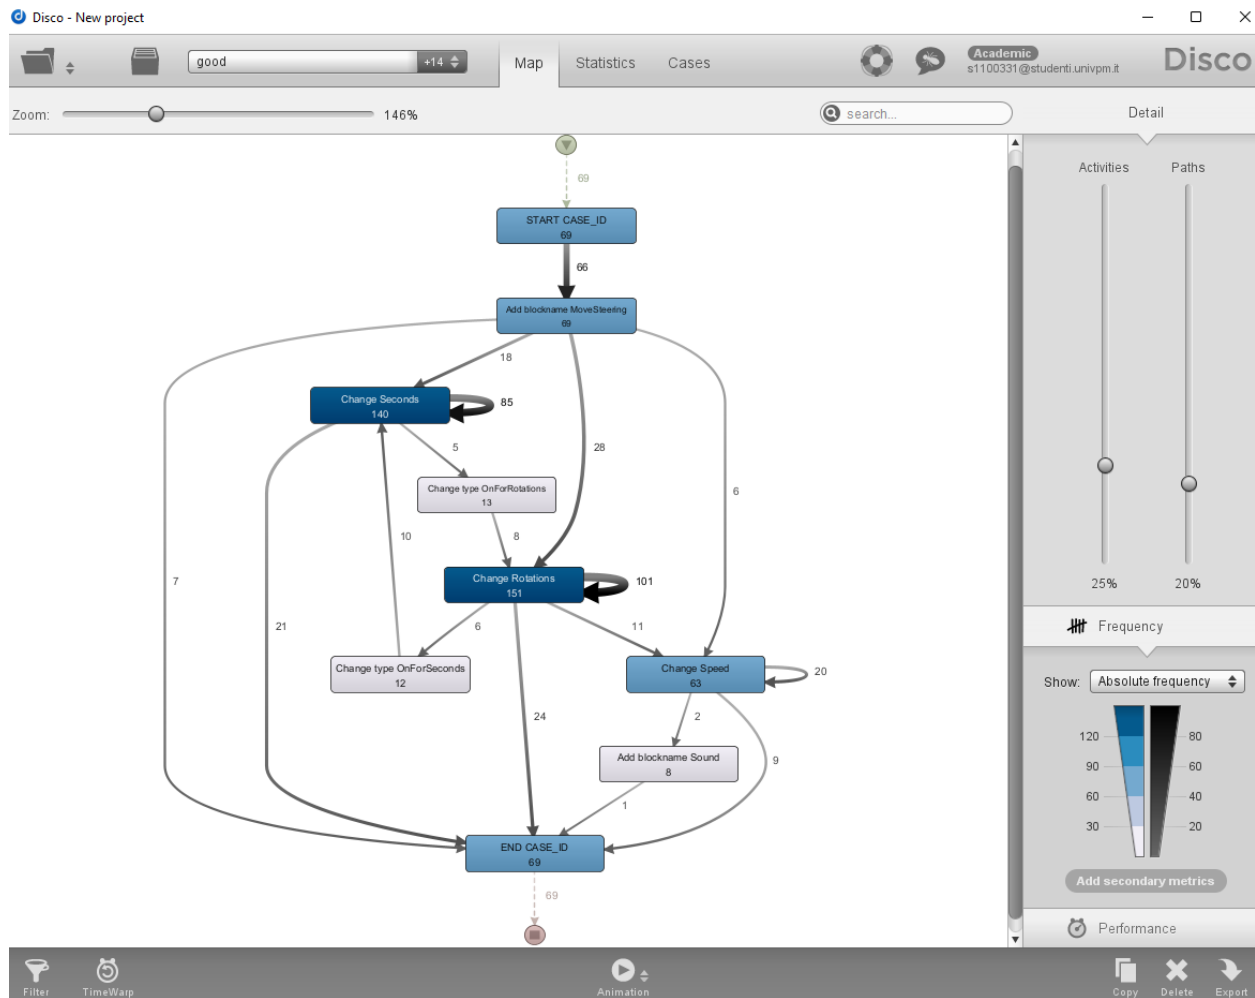 Disco - New project
good
+14
Map
Statistics
Cases
Academic
s1100331@studenti.univpm.it
Disco
Zoom:
146%
search...
Detail
69
START CASE_ID
69
66
Add blockname MoveSteering
69
18
Change Seconds
140
85
5
28
6
Change type OnForRotations
13
10
8
7
Change Rotations
151
101
21
6
11
Change type OnForSeconds
12
Change Speed
63
20
24
2
Add blockname Sound
8
9
1
END CASE_ID
69
69
Activities
Paths
25%
20%
Frequency
Show:
Absolute frequency
120
80
90
60
60
40
30
20
Add secondary metrics
Performance
Filter
TimeWarp
Animation
Copy
Delete
Export